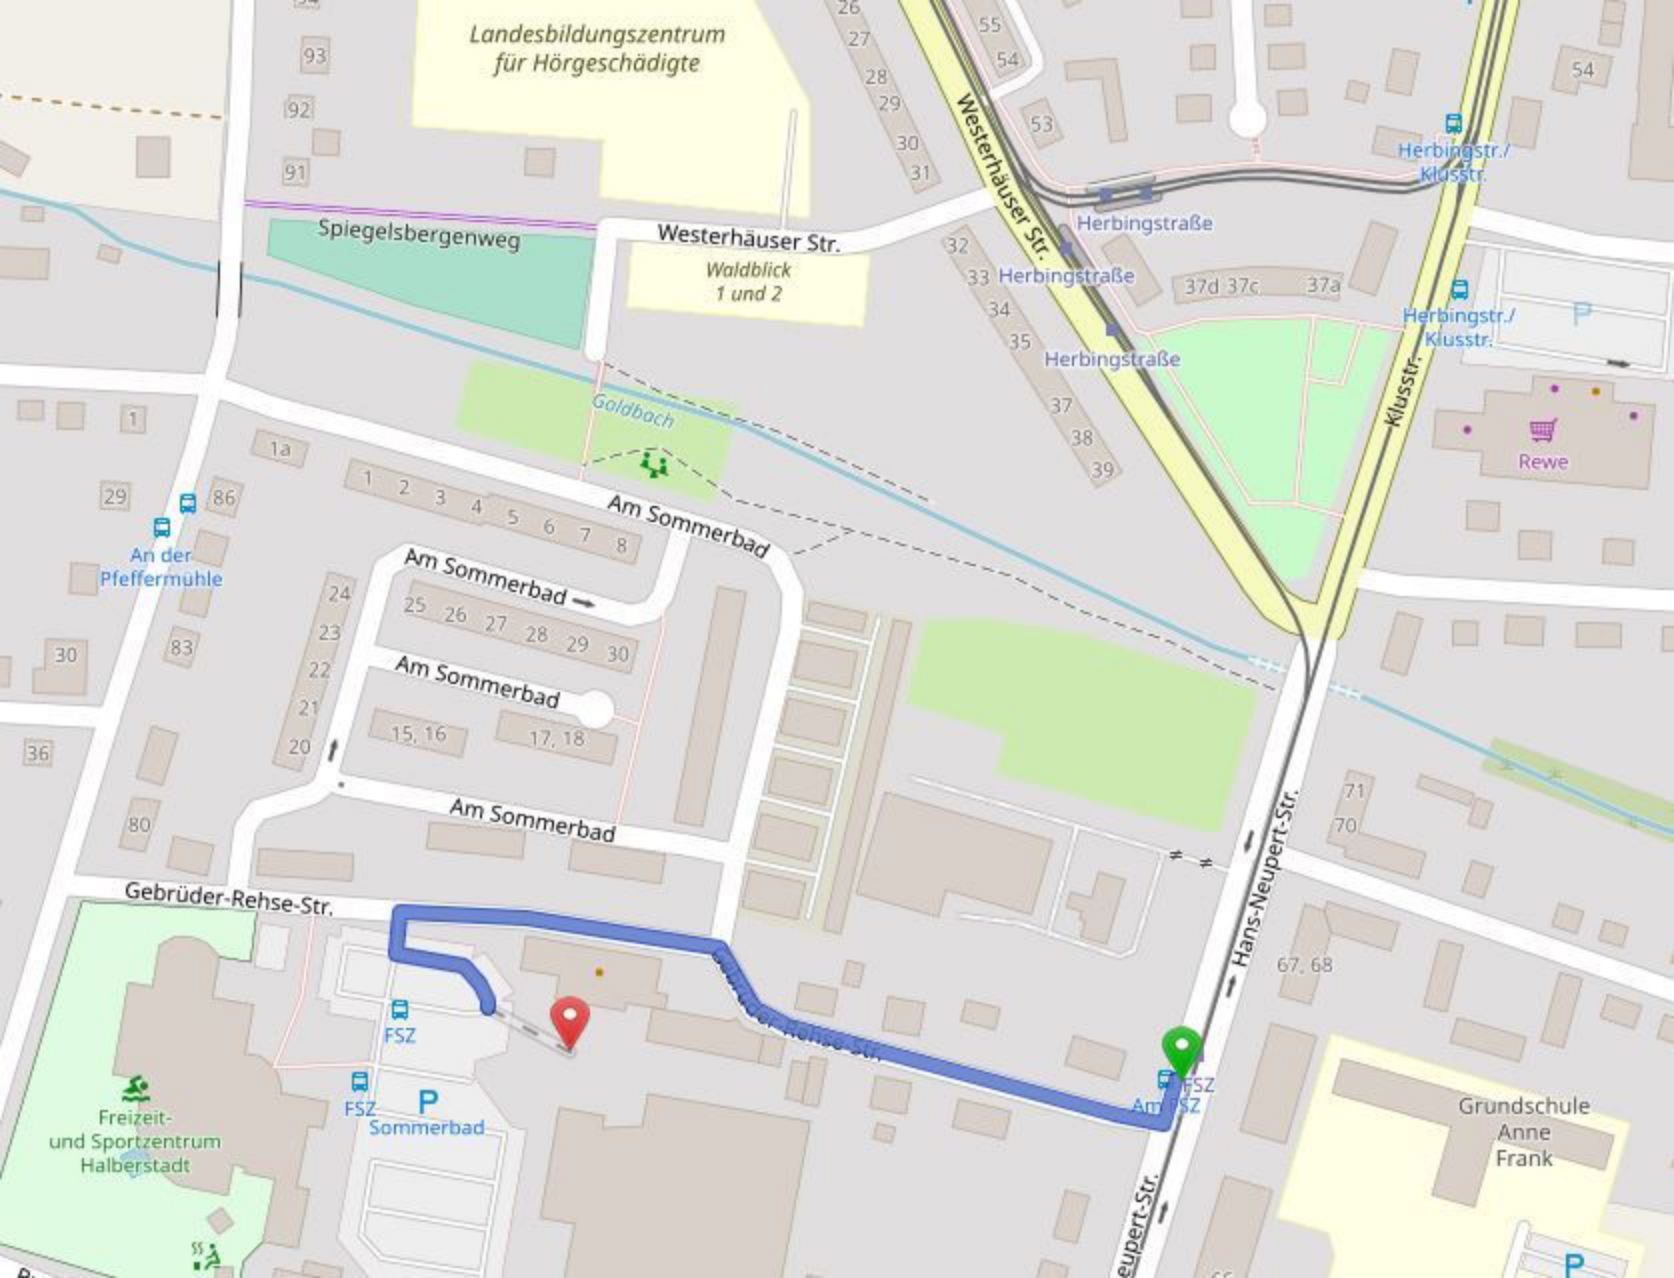 93
92
91
Landesbildungszentrum
für Hörgeschädigte
26
27
28
29
30
31
55
54
53
54
Herbingstr./
Klusstr.
Westerhäuser Str.
Herbingstraße
Spiegelsbergenweg
Westerhäuser Str.
Waldblick
1 und 2
32
33
34
35
37
38
39
Herbingstraße
Herbingstraße
37d
37c
37a
Herbingstr./
Klusstr.
P
Klusstr.
Rewe
Goldbach
1
1a
29
86
An der
Pfeffermühle
1
2
3
4
5
6
7
8
Am Sommerbad
Am Sommerbad
25
26
27
28
29
30
24
23
22
21
20
83
30
36
Am Sommerbad
15, 16
17, 18
Am Sommerbad
80
Gebrüder-Rehse-Str.
71
70
Hans-Neupert-Str.
67, 68
FSZ
FSZ
P
Sommerbad
Freizeit-
und Sportzentrum
Halberstadt
FSZ
Am FSZ
Grundschule
Anne
Frank
P